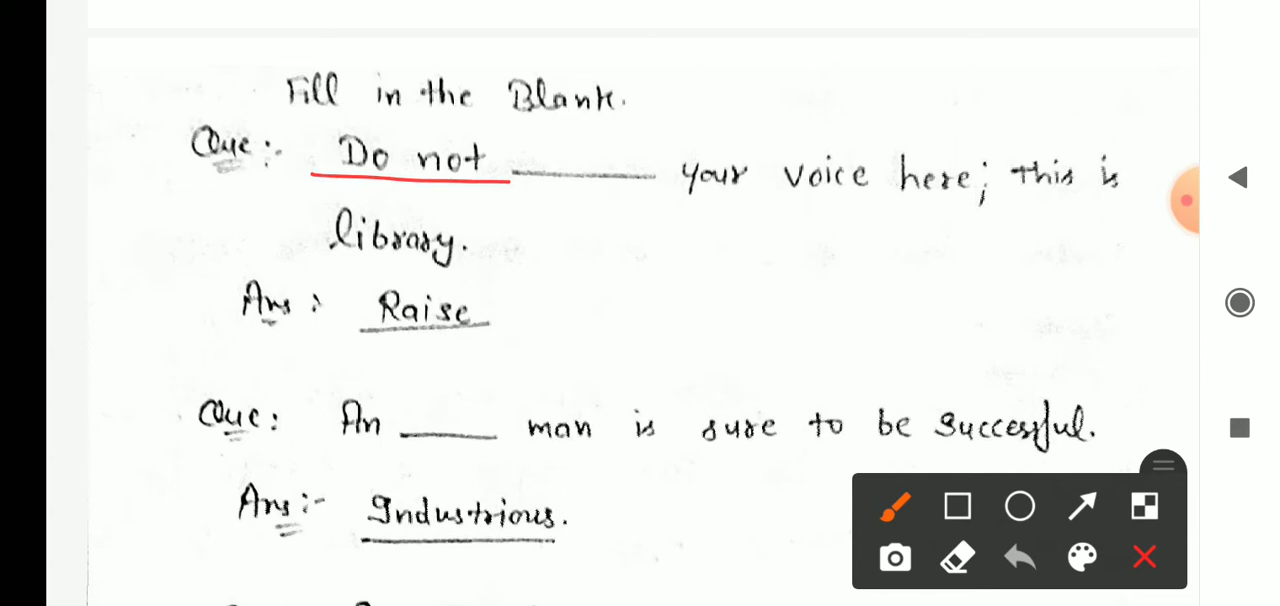 Fill in the Blank.
Que:- Do not ______ your voice here; this is
library.
Ans: Raise
Que: An ____ man is sure to be successful.
Ans:- Industrious.